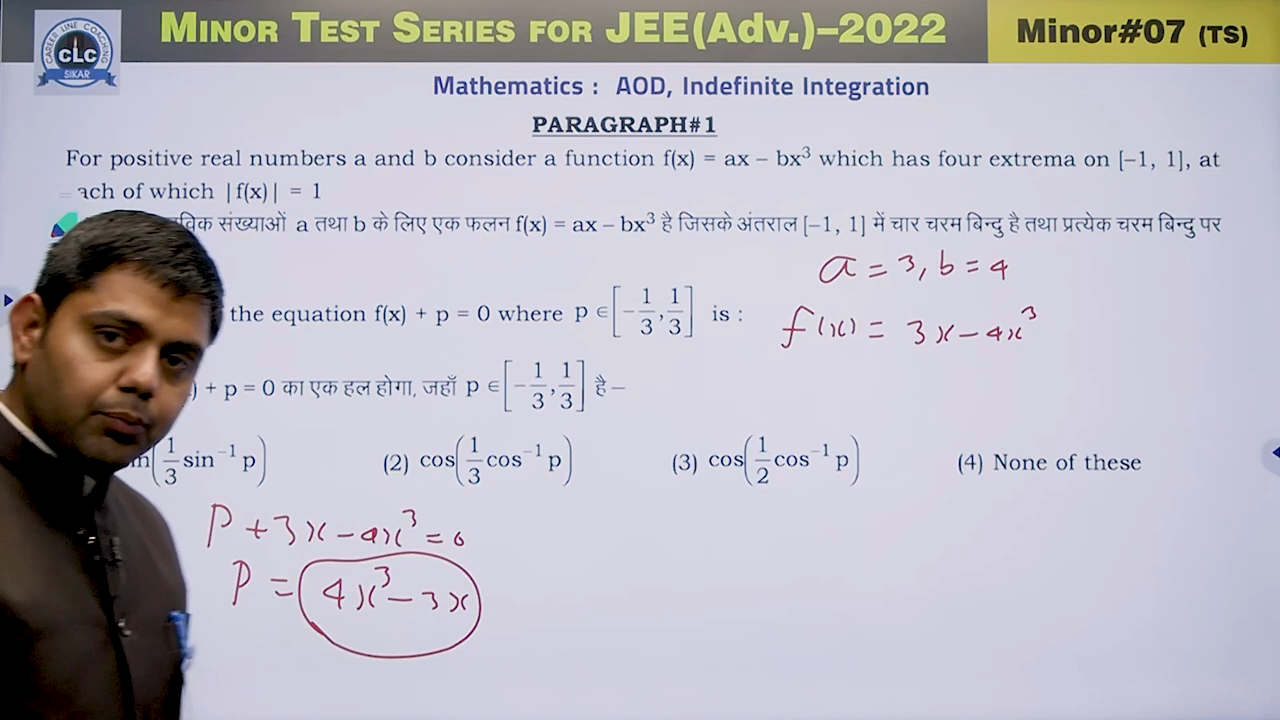 CAREER LINE COACHING
CLC
SIKAR
MINOR TEST SERIES FOR JEE(ADV.)–2022
Minor#07 (TS)
Mathematics : AOD, Indefinite Integration
PARAGRAPH#1
For positive real numbers a and b consider a function f(x) = ax – bx³ which has four extrema on [–1, 1], at
of which |f(x)| = 1
संख्याओं a तथा b के लिए एक फलन f(x) = ax – bx³ है जिसके अंतराल [–1, 1] में चार चरम बिन्दु है तथा प्रत्येक चरम बिन्दु पर
a = 3, b = 4
the equation f(x) + p = 0 where p ∈ [–1/3, 1/3] is :
f(x) = 3x – 4x³
+ p = 0 का एक हल होगा, जहाँ p ∈ [–1/3, 1/3] है –
(1/3 sin⁻¹ p)
(2) cos(1/3 cos⁻¹ p)
(3) cos(1/2 cos⁻¹ p)
(4) None of these
P + 3x – 4x³ = 0
P = 4x³ – 3x